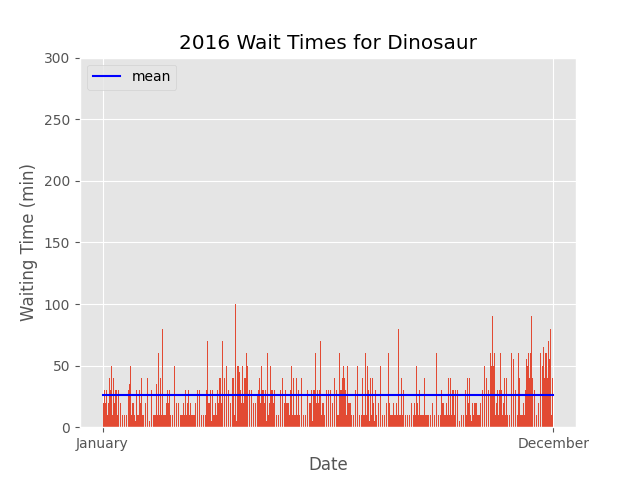 2016 Wait Times for Dinosaur
300
mean
250
200
150
100
50
0
Waiting Time (min)
January
December
Date